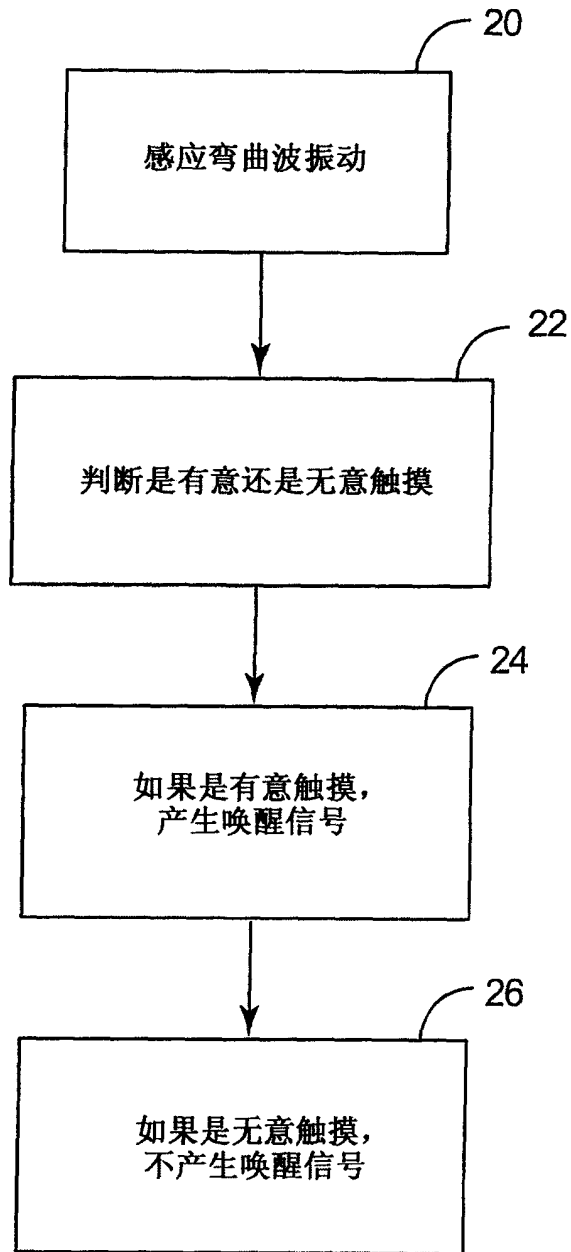 20
感应弯曲波振动
22
判断是有意还是无意触摸
24
如果是有意触摸，
产生唤醒信号
26
如果是无意触摸，
不产生唤醒信号